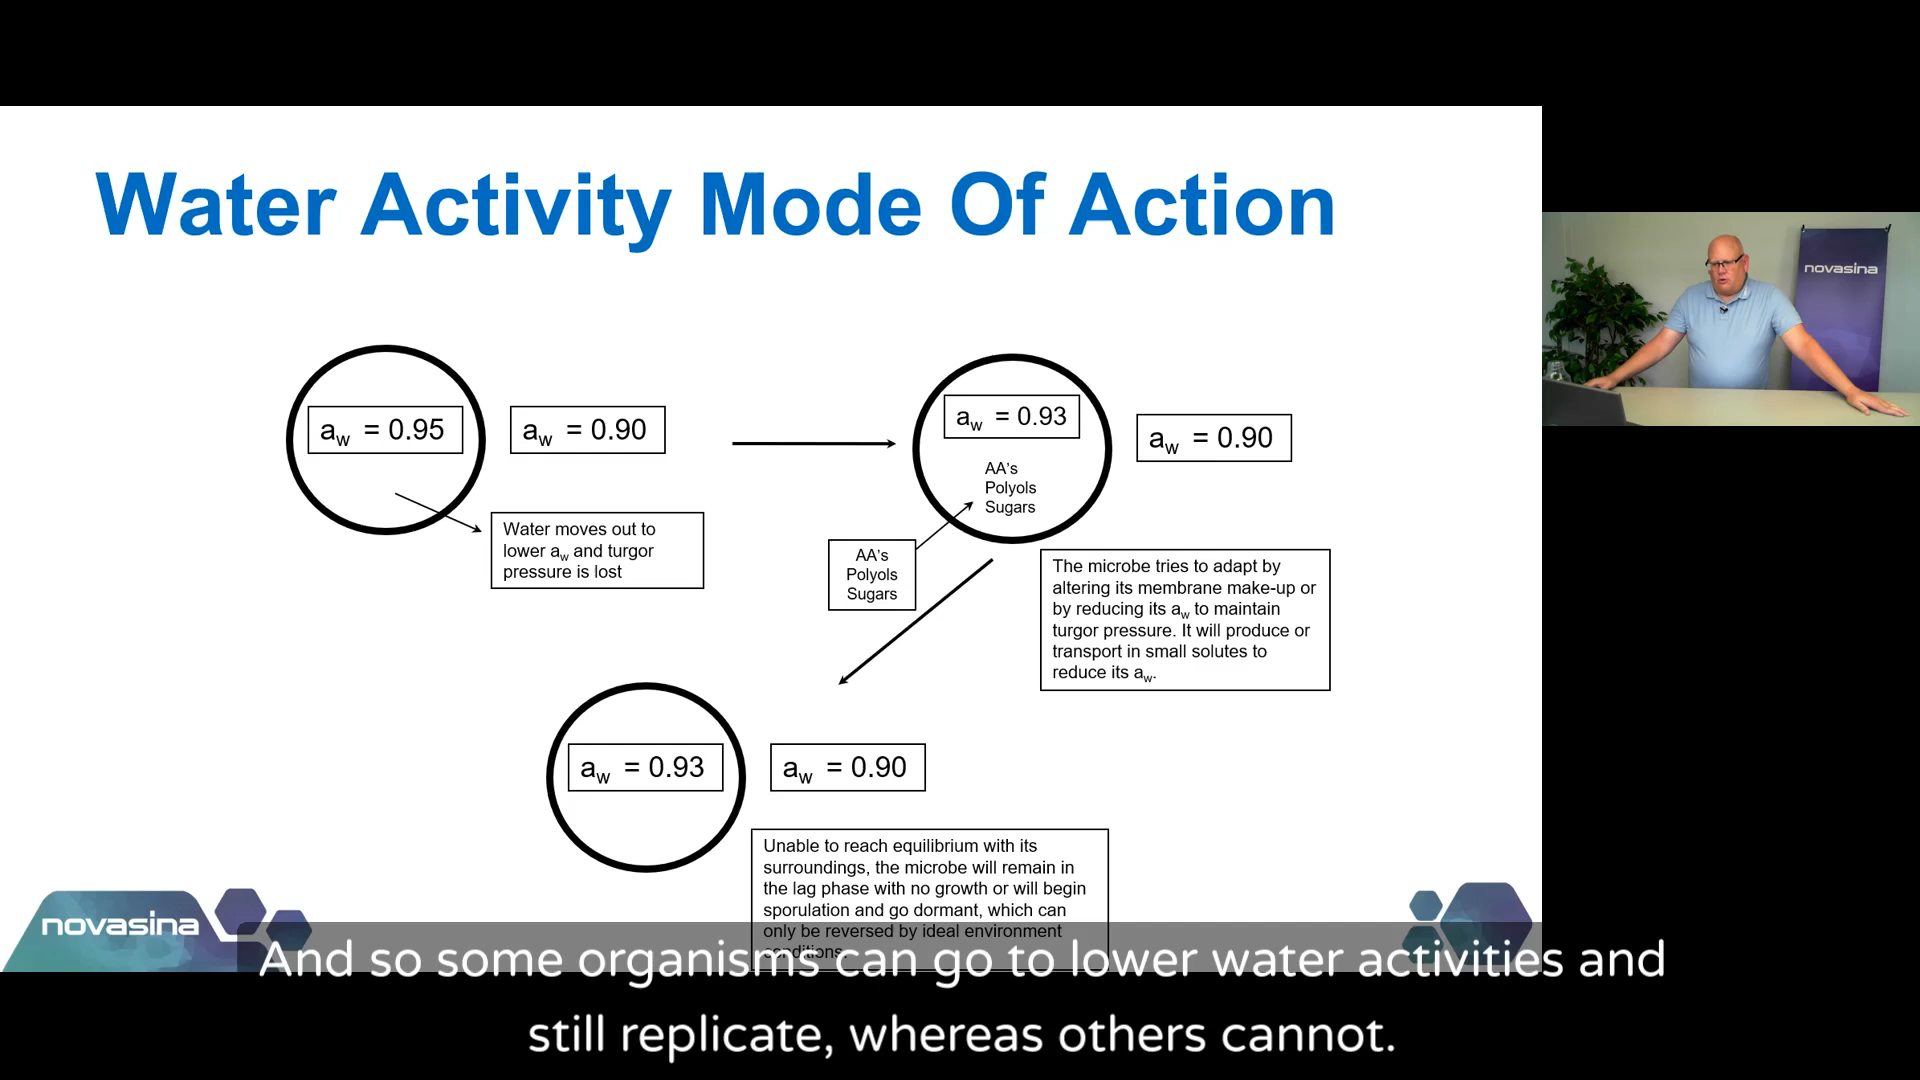 Water Activity Mode Of Action
aw = 0.95
aw = 0.90
Water moves out to
lower aw and turgor
pressure is lost
aw = 0.93
AA's
Polyols
Sugars
aw = 0.90
AA's
Polyols
Sugars
The microbe tries to adapt by
altering its membrane make-up or
by reducing its aw to maintain
turgor pressure. It will produce or
transport in small solutes to
reduce its aw.
aw = 0.93
aw = 0.90
Unable to reach equilibrium with its
surroundings, the microbe will remain in
the lag phase with no growth or will begin
sporulation and go dormant, which can
only be reversed by ideal environment
conditions.
novasina
novasina
And so some organisms can go to lower water activities and
still replicate, whereas others cannot.